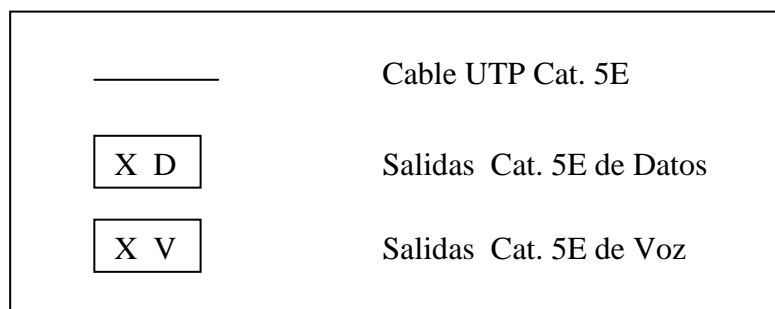 Cable UTP Cat. 5E
X D Salidas Cat. 5E de Datos
X V Salidas Cat. 5E de Voz